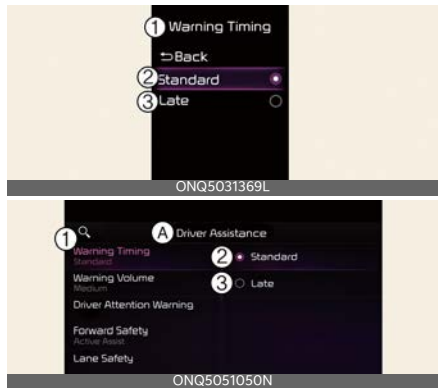 1 Warning Timing
Back
2 Standard
3 Late
ONQ5031369L
A Driver Assistance
1 Warning Timing
Standard
2 Standard
Warning Volume
Medium
3 Late
Driver Attention Warning
Forward Safety
Active Assist
Lane Safety
ONQ5051050N